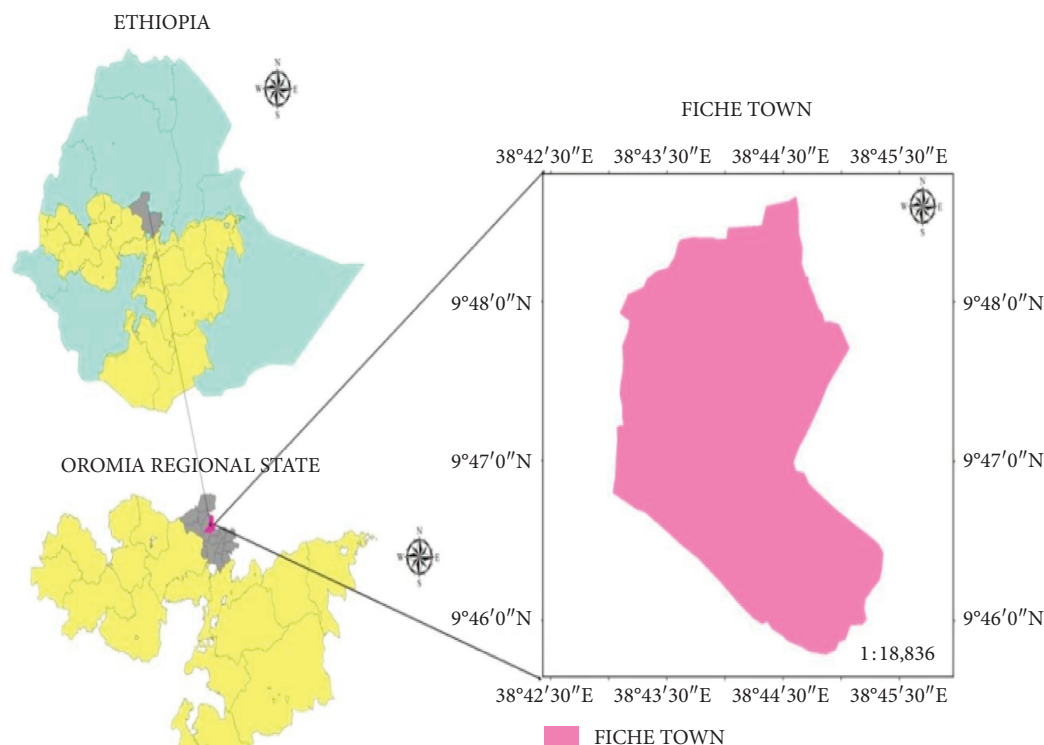 ETHIOPIA
N
W E
S
FICHE TOWN
38°42′30″E 38°43′30″E 38°44′30″E 38°45′30″E
N
W E
S
9°48′0″N 9°48′0″N
9°47′0″N 9°47′0″N
9°46′0″N 9°46′0″N
1:18,836
38°42′30″E 38°43′30″E 38°44′30″E 38°45′30″E
FICHE TOWN
OROMIA REGIONAL STATE
N
W E
S